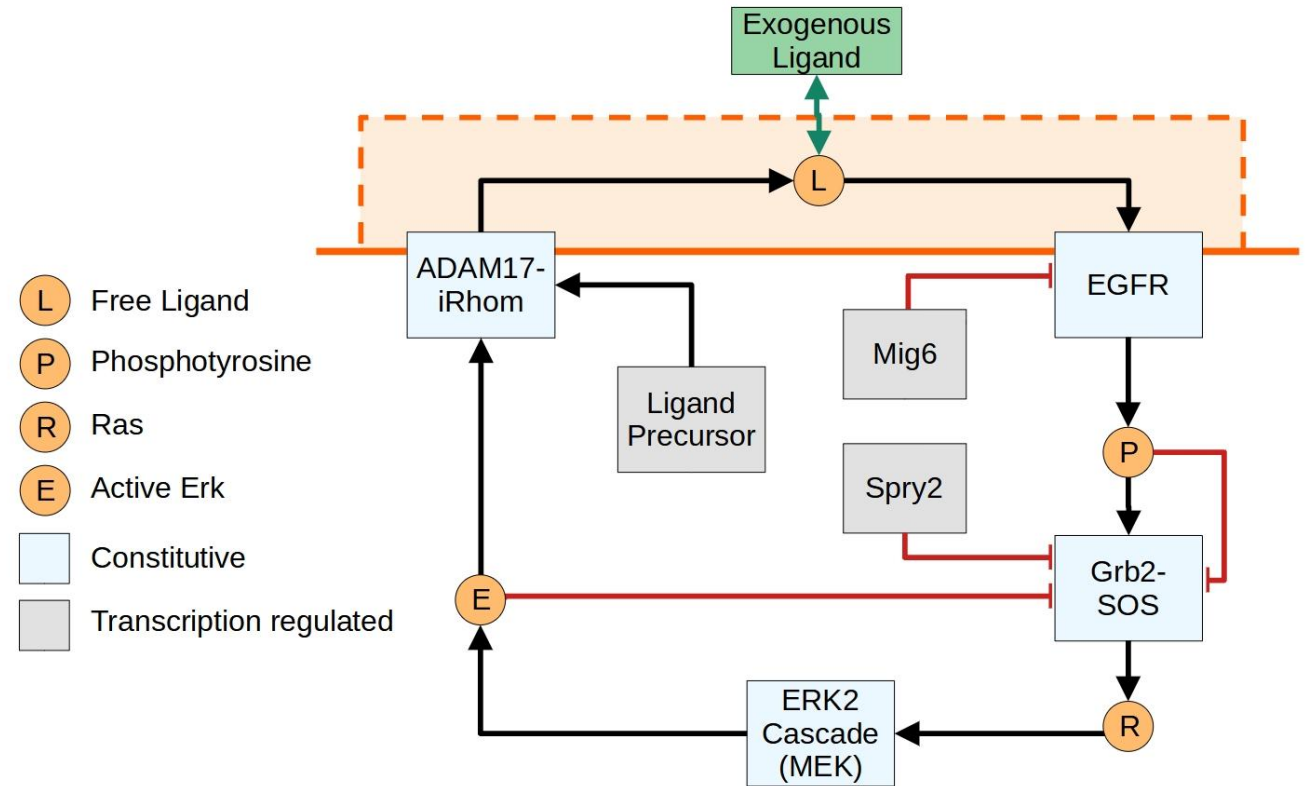 Exogenous
Ligand
L
ADAM17-
iRhom
EGFR
Mig6
Ligand
Precursor
P
Spry2
Grb2-
SOS
E
ERK2
Cascade
(MEK)
R
L Free Ligand
P Phosphotyrosine
R Ras
E Active Erk
Constitutive
Transcription regulated